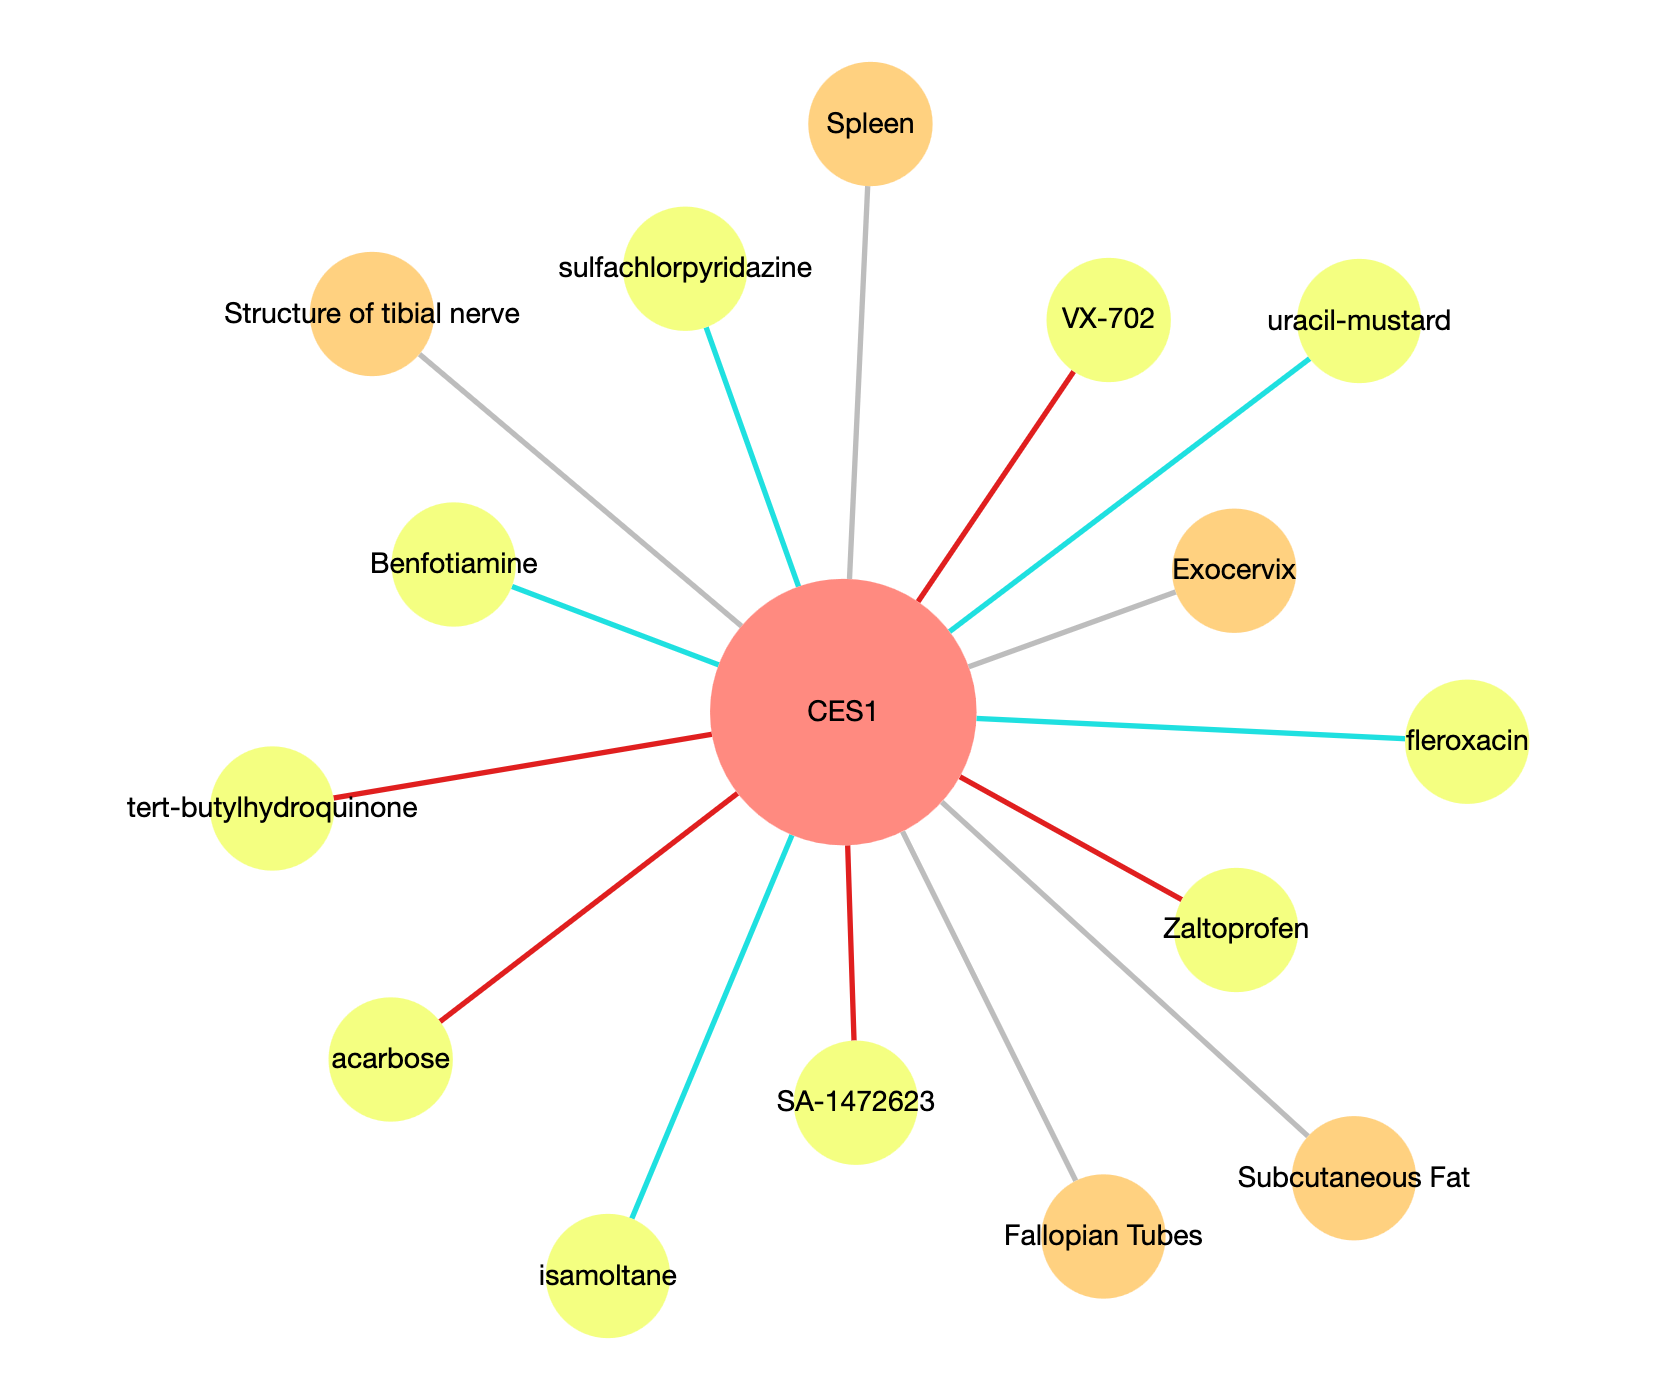 Spleen
sulfachlorpyridazine
Structure of tibial nerve
VX-702
uracil-mustard
Benfotiamine
Exocervix
CES1
fleroxacin
tert-butylhydroquinone
Zaltoprofen
acarbose
SA-1472623
Subcutaneous Fat
Fallopian Tubes
isamoltane